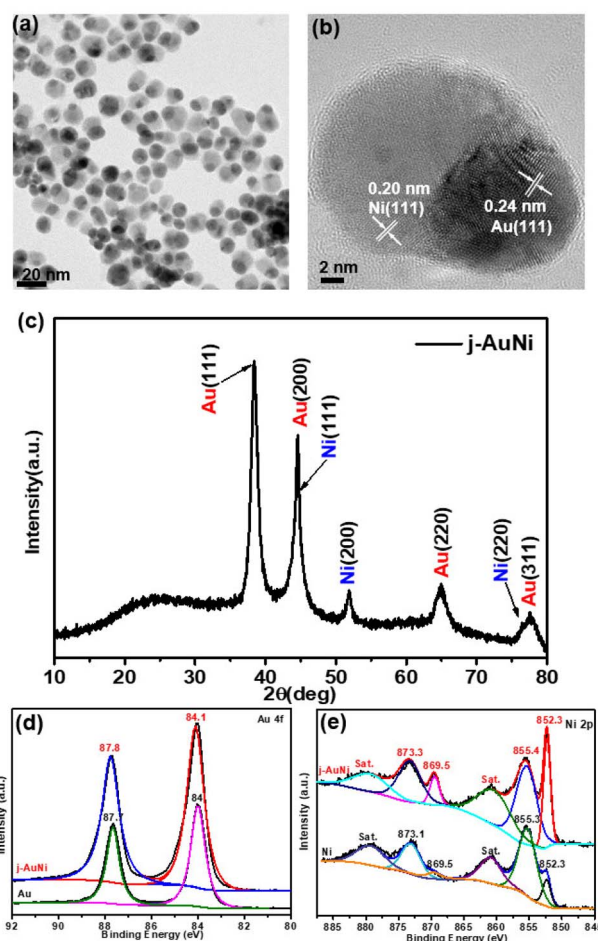 (a)
20 nm
(b)
0.20 nm
Ni(111)
0.24 nm
Au(111)
2 nm
(c)
j-AuNi
Au(111)
Au(200)
Ni(111)
Ni(200)
Au(220)
Ni(220)
Au(311)
Intensity(a.u.)
10 20 30 40 50 60 70 80
2θ(deg)
(d)
Au 4f
84.1
87.8
87.7
84
j-AuNi
Au
Intensity (a.u.)
92 90 88 86 84 82 80
Binding Energy (eV)
(e)
Ni 2p
852.3
855.4
873.3
869.5
j-AuNi
Sat.
Sat.
855.3
873.1
Ni
Sat.
869.5
Sat.
852.3
Intensity (a.u.)
885 880 875 870 865 860 855 850 845 840
Binding Energy (eV)